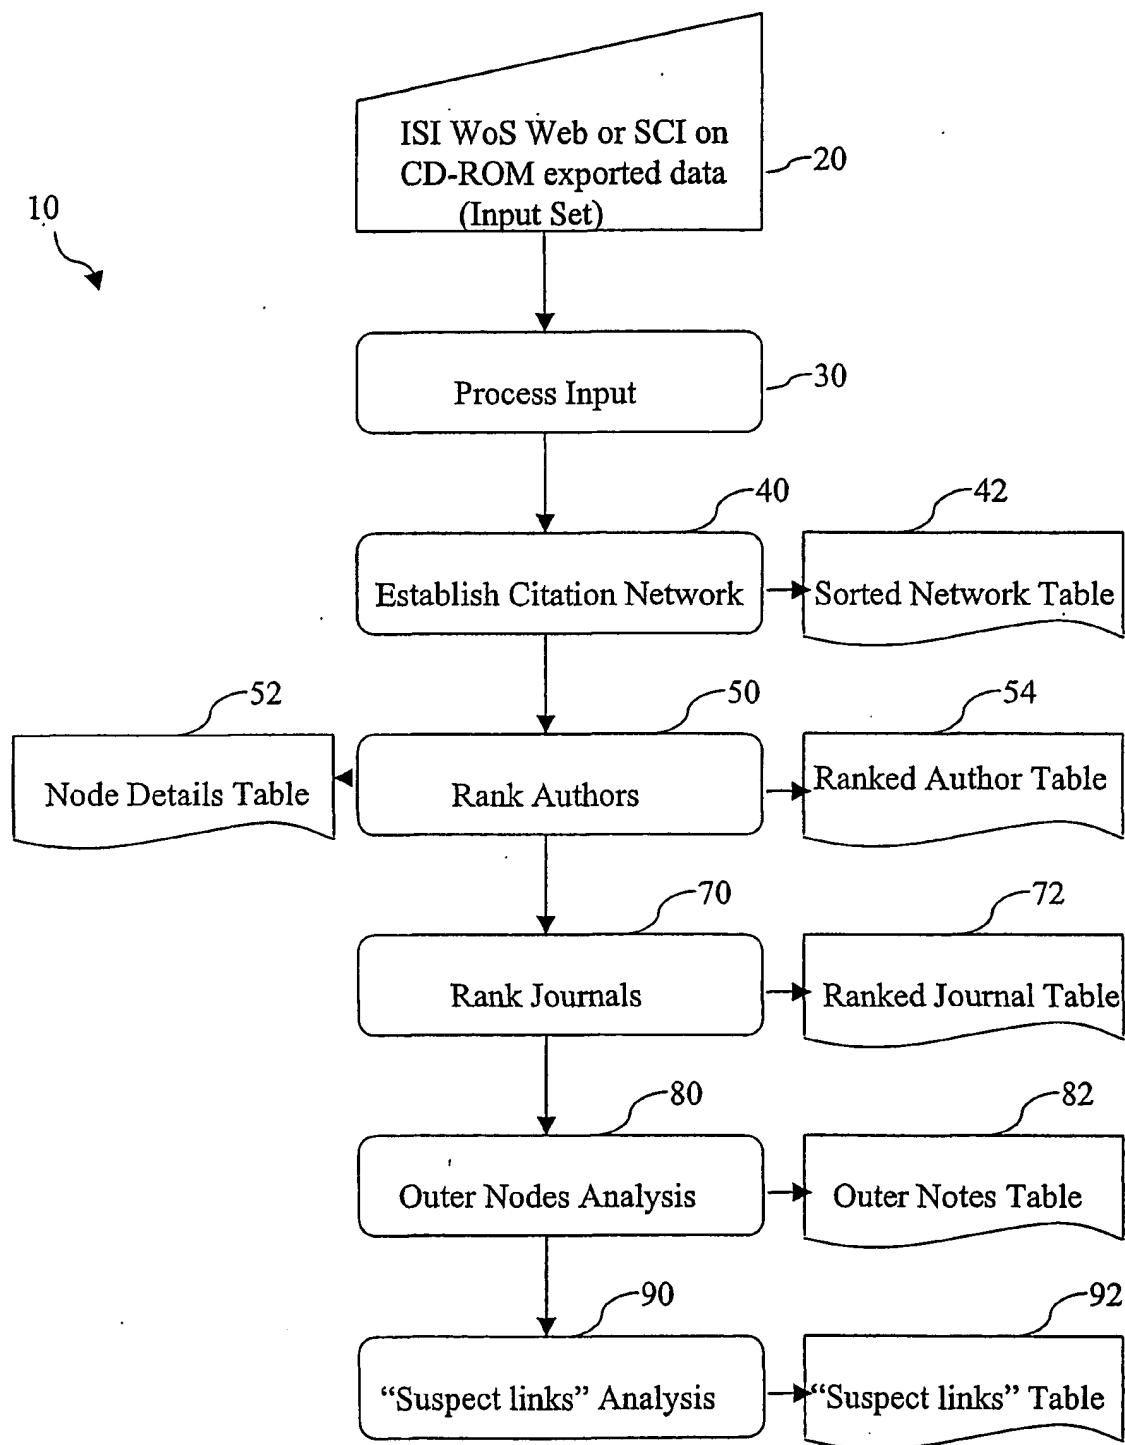 ISI WoS Web or SCI on
CD-ROM exported data
(Input Set)
20
10
Process Input
30
40
42
Establish Citation Network
Sorted Network Table
52
50
54
Node Details Table
Rank Authors
Ranked Author Table
70
72
Rank Journals
Ranked Journal Table
80
82
Outer Nodes Analysis
Outer Notes Table
90
92
“Suspect links” Analysis
“Suspect links” Table